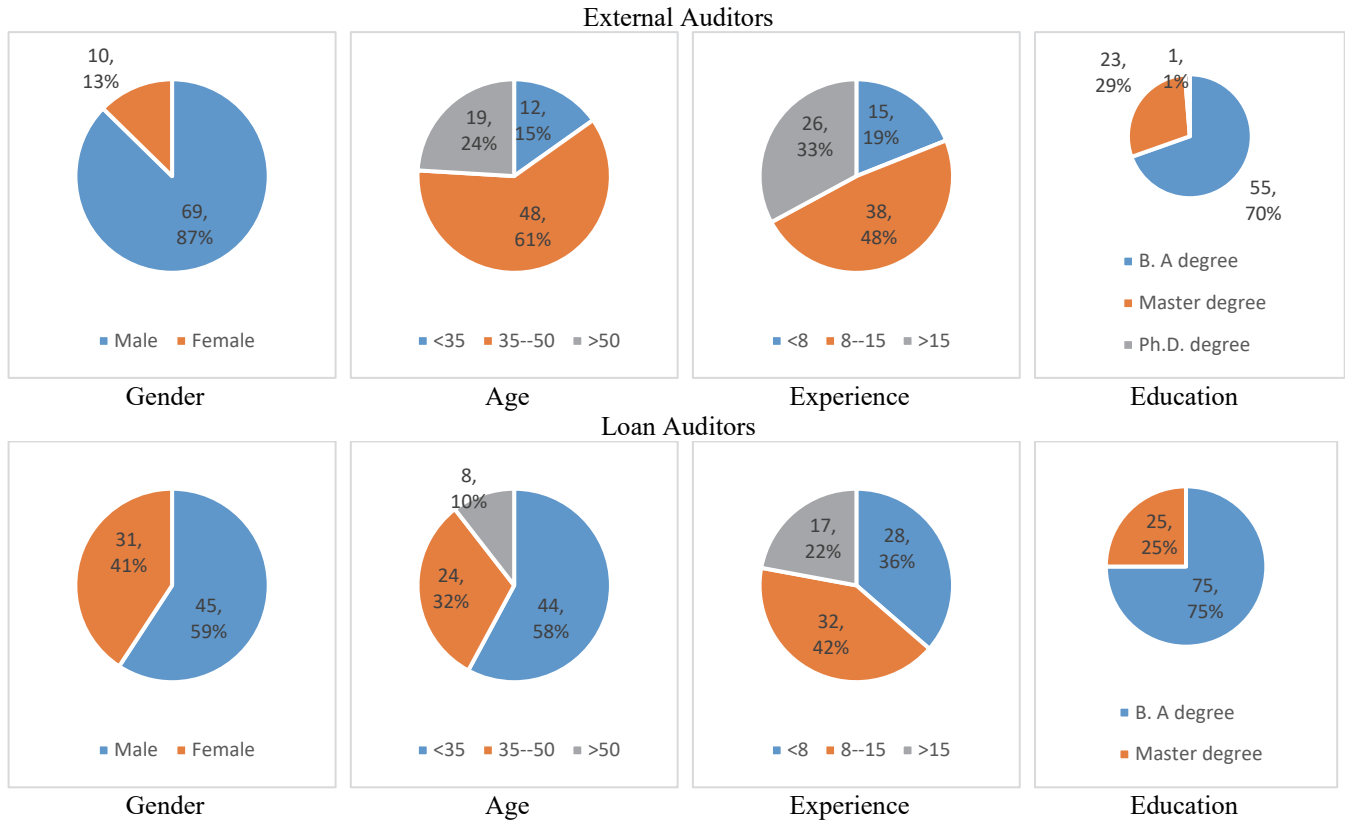 External Auditors
10,
13%
69,
87%
Male Female
Gender
12,
15%
48,
61%
19,
24%
<35 35--50 >50
Age
15,
19%
38,
48%
26,
33%
<8 8--15 >15
Experience
23,
29%
1,
1%
55,
70%
B. A degree
Master degree
Ph.D. degree
Education
Loan Auditors
31,
41%
45,
59%
Male Female
Gender
8,
10%
24,
32%
44,
58%
<35 35--50 >50
Age
17,
22%
28,
36%
32,
42%
<8 8--15 >15
Experience
25,
25%
75,
75%
B. A degree
Master degree
Education